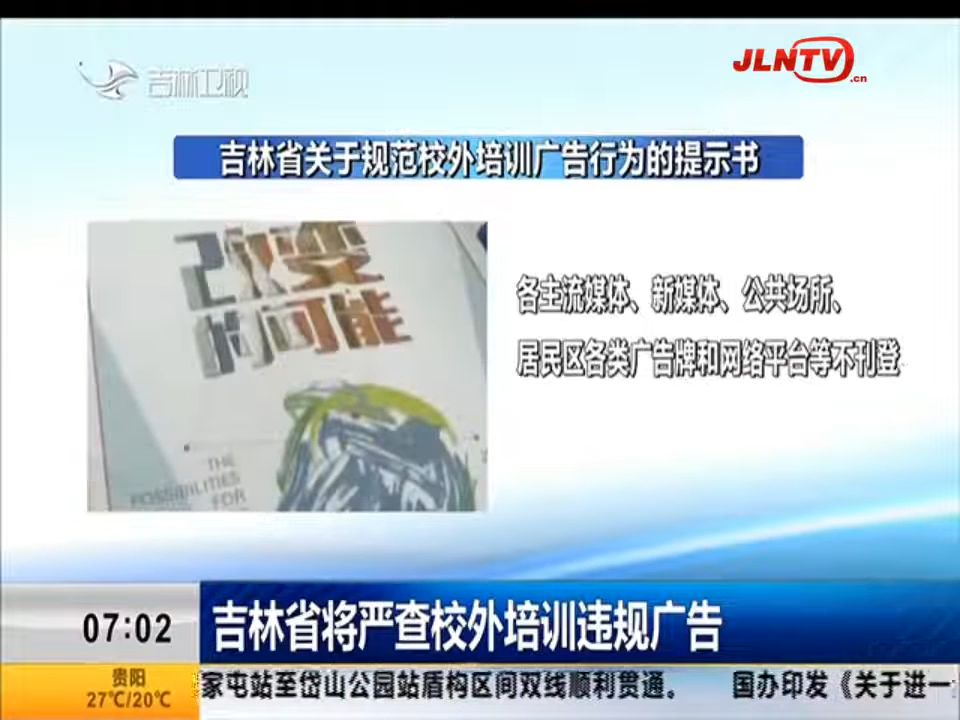 吉林卫视
JLNTV.cn
吉林省关于规范校外培训广告行为的提示书
改变
的可能
THE
POSSIBILITIES
FOR
各主流媒体、新媒体、公共场所、
居民区各类广告牌和网络平台等不刊登
吉林省将严查校外培训违规广告
07:02
贵阳
27℃/20℃
家屯站至岱山公园站盾构区间双线顺利贯通。 国办印发《关于进一